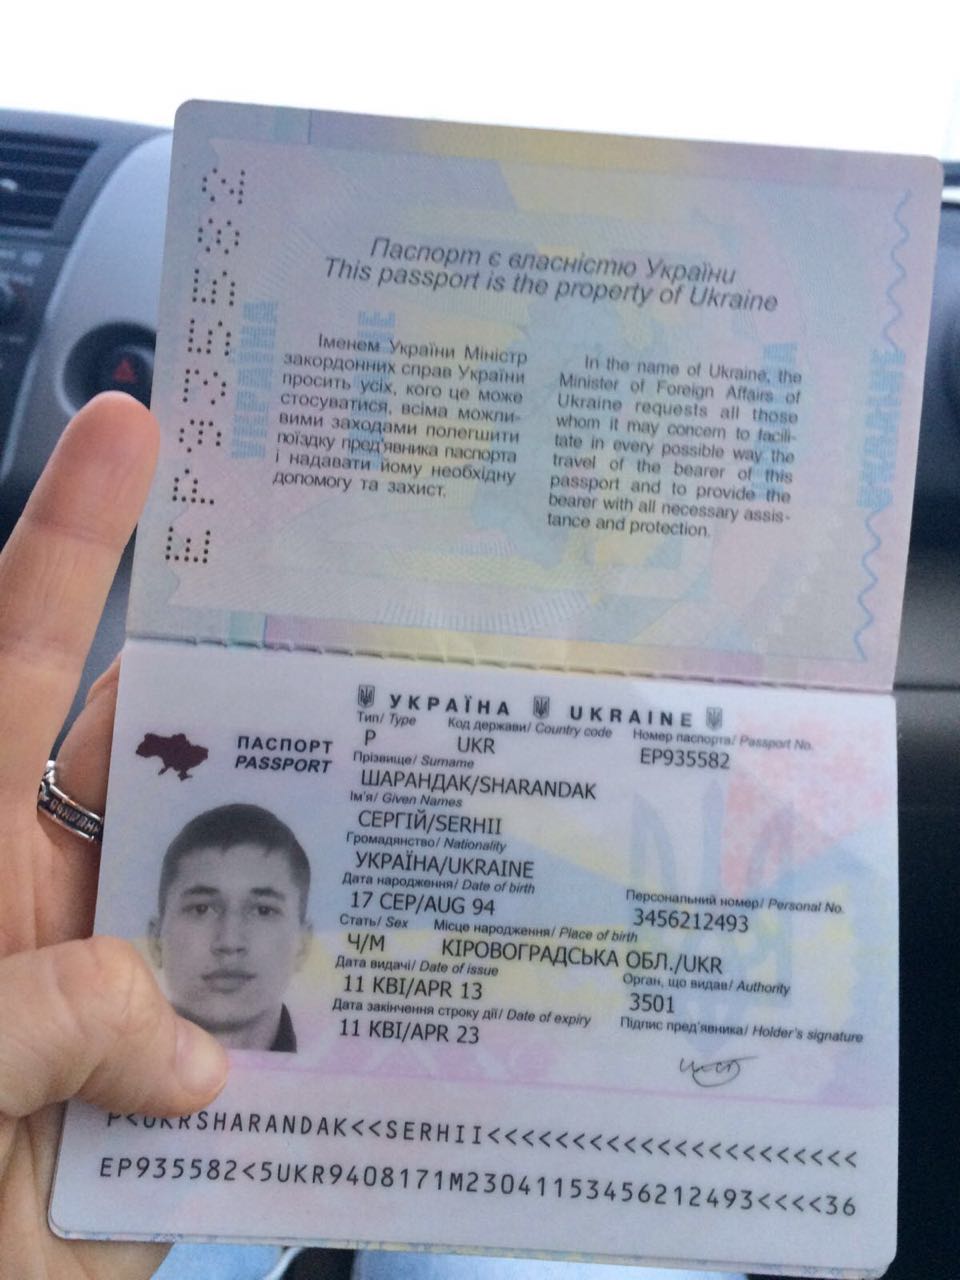 EP935582
Паспорт є власністю України
This passport is the property of Ukraine
Іменем України Міністр
закордонних справ України
просить усіх, кого це може
стосуватися, всіма можли-
вими заходами полегшити
поїздку пред'явника паспорта
і надавати йому необхідну
допомогу та захист.
In the name of Ukraine, the
Minister of Foreign Affairs of
Ukraine requests all those
whom it may concern to facili-
tate in every possible way the
travel of the bearer of this
passport and to provide the
bearer with all necessary assis-
tance and protection.
УКРАЇНА UKRAINE
ПАСПОРТ
PASSPORT
Тип/ Type Код держави/ Country code Номер паспорта/ Passport No.
P UKR EP935582
Прізвище/ Surname
ШАРАНДАК/SHARANDAK
Ім'я/ Given Names
СЕРГІЙ/SERHII
Громадянство/ Nationality
УКРАЇНА/UKRAINE
Дата народження/ Date of birth Персональний номер/ Personal No.
17 СЕР/AUG 94 3456212493
Стать/ Sex Місце народження/ Place of birth
Ч/М КІРОВОГРАДСЬКА ОБЛ./UKR
Дата видачі/ Date of issue Орган, що видав/ Authority
11 КВІ/APR 13 3501
Дата закінчення строку дії/ Date of expiry Підпис пред'явника/ Holder's signature
11 КВІ/APR 23
P<UKRSHARANDAK<<SERHII<<<<<<<<<<<<<<<<<<<<<<
EP935582<5UKR9408171M23041153456212493<<<<36